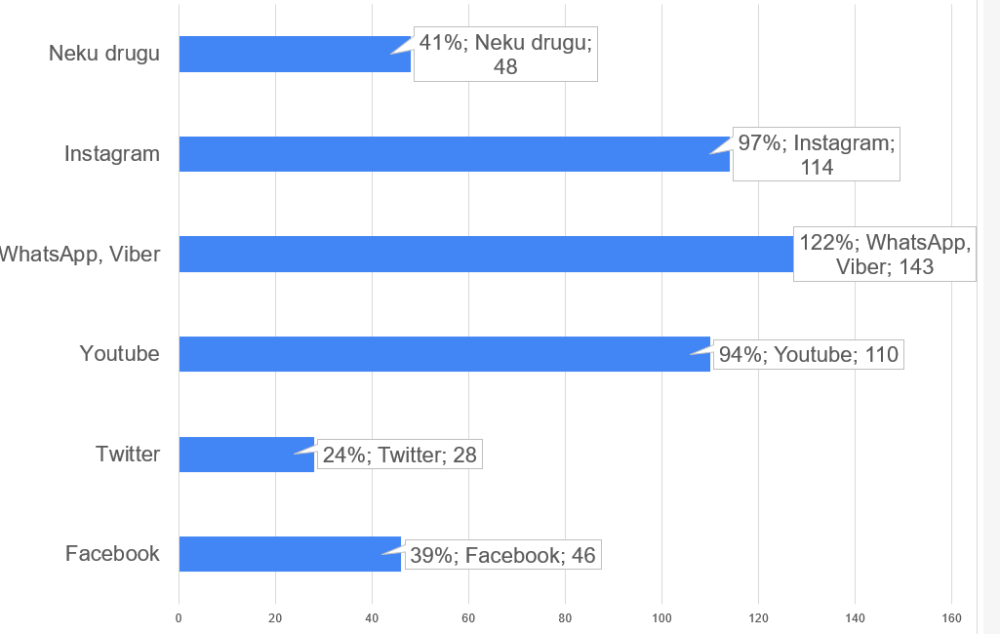 Neku drugu
41%; Neku drugu;
48
Instagram
97%; Instagram;
114
WhatsApp, Viber
122%; WhatsApp,
Viber; 143
Youtube
94%; Youtube; 110
Twitter
24%; Twitter; 28
Facebook
39%; Facebook; 46
0 20 40 60 80 100 120 140 160